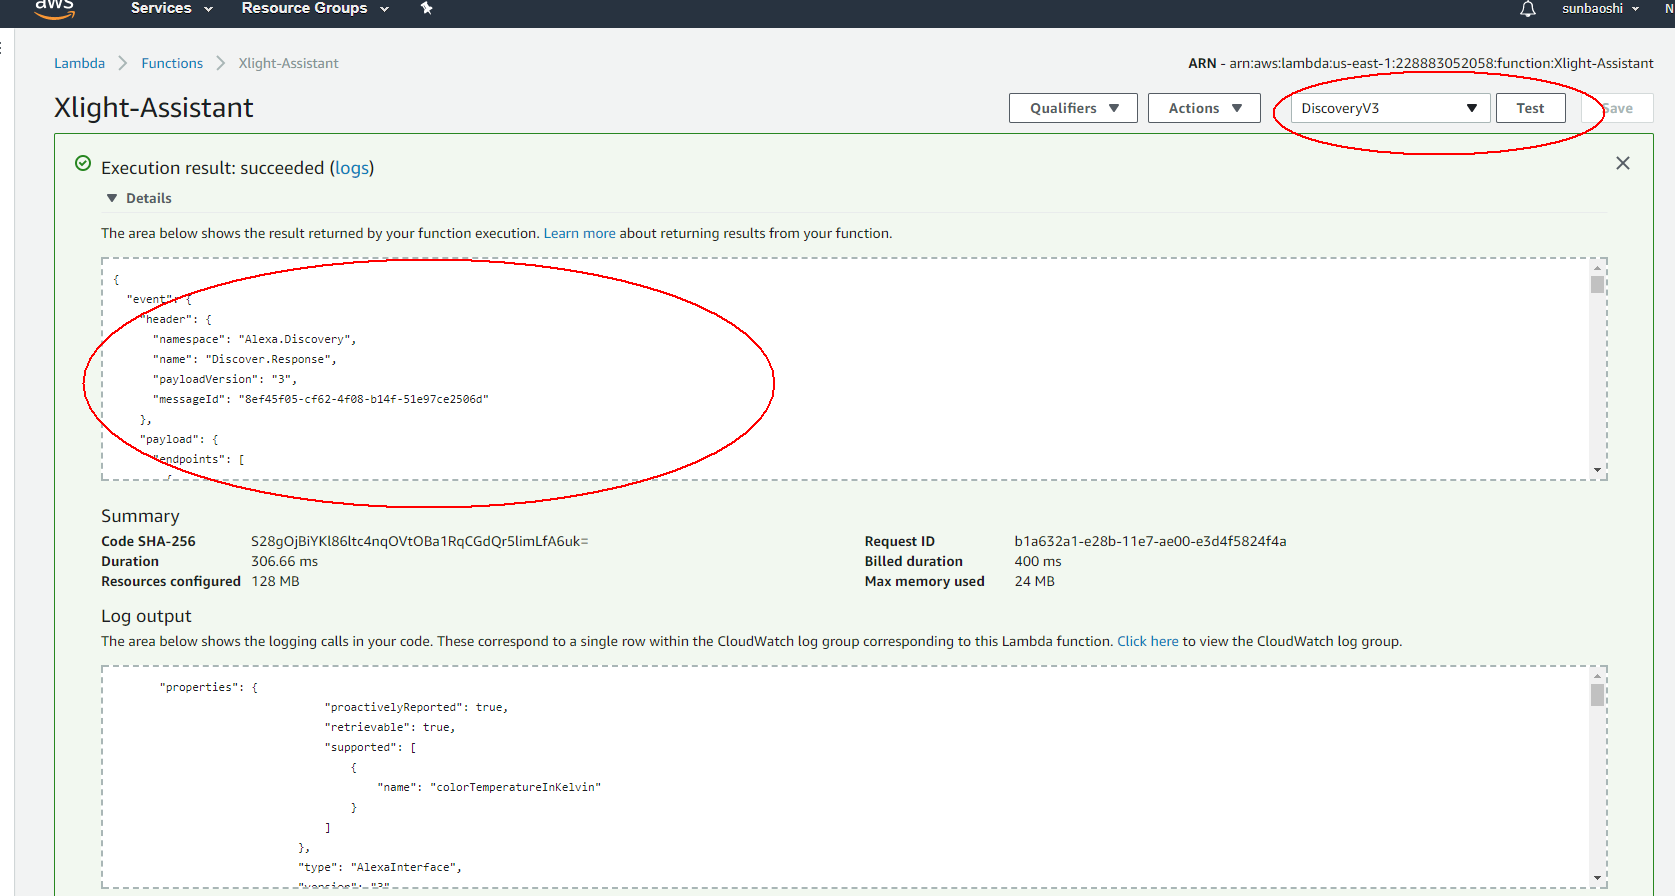 aws Services Resource Groups sunbaoshi N
Lambda Functions Xlight-Assistant ARN - arn:aws:lambda:us-east-1:228883052058:function:Xlight-Assistant
Xlight-Assistant Qualifiers Actions DiscoveryV3 Test Save
Execution result: succeeded (logs)
Details
The area below shows the result returned by your function execution. Learn more about returning results from your function.
{
"event": {
"header": {
"namespace": "Alexa.Discovery",
"name": "Discover.Response",
"payloadVersion": "3",
"messageId": "8ef45f05-cf62-4f08-b14f-51e97ce2506d"
},
"payload": {
"endpoints": [
{
Summary
Code SHA-256 S28gOjBiYKl86ltc4nqOVtOBa1RqCGdQr5limLfA6uk= Request ID b1a632a1-e28b-11e7-ae00-e3d4f5824f4a
Duration 306.66 ms Billed duration 400 ms
Resources configured 128 MB Max memory used 24 MB
Log output
The area below shows the logging calls in your code. These correspond to a single row within the CloudWatch log group corresponding to this Lambda function. Click here to view the CloudWatch log group.
"properties": {
"proactivelyReported": true,
"retrievable": true,
"supported": [
{
"name": "colorTemperatureInKelvin"
}
]
},
"type": "AlexaInterface",
"version": "3"